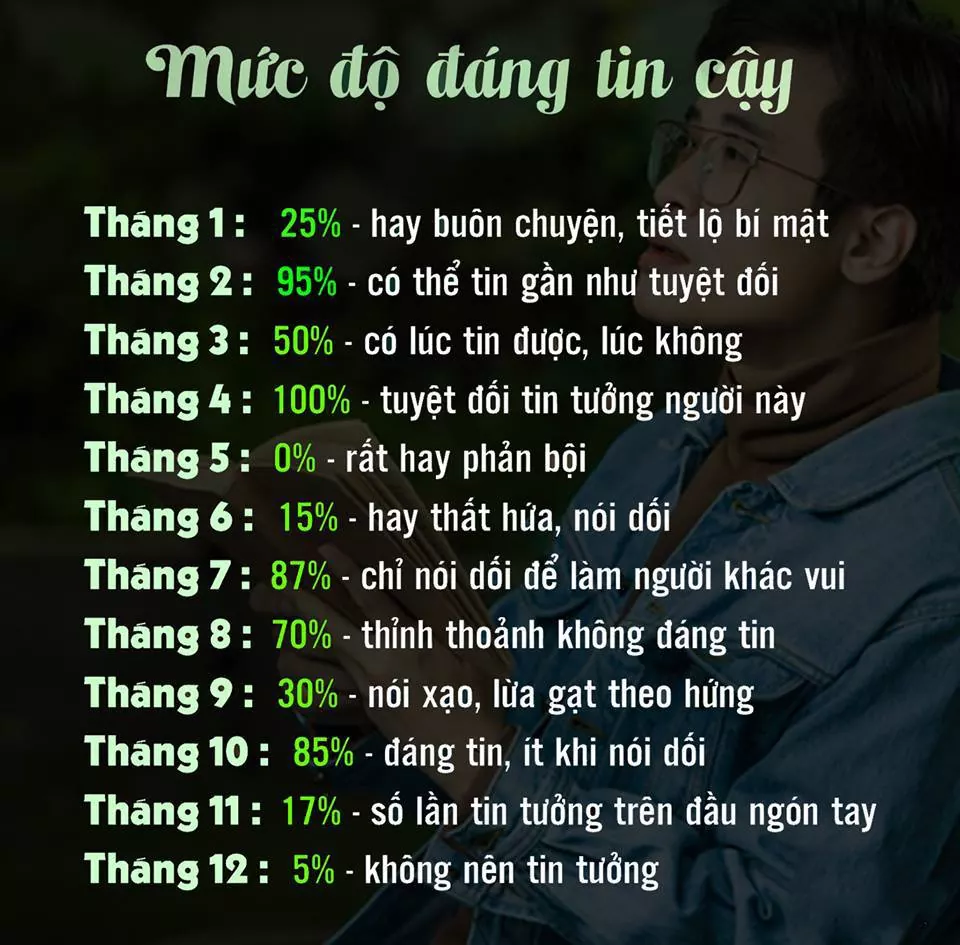 Mức độ đáng tin cậy
Tháng 1 : 25% - hay buôn chuyện, tiết lộ bí mật
Tháng 2 : 95% - có thể tin gần như tuyệt đối
Tháng 3 : 50% - có lúc tin được, lúc không
Tháng 4 : 100% - tuyệt đối tin tưởng người này
Tháng 5 : 0% - rất hay phản bội
Tháng 6 : 15% - hay thất hứa, nói dối
Tháng 7 : 87% - chỉ nói dối để làm người khác vui
Tháng 8 : 70% - thỉnh thoảnh không đáng tin
Tháng 9 : 30% - nói xạo, lừa gạt theo hứng
Tháng 10 : 85% - đáng tin, ít khi nói dối
Tháng 11 : 17% - số lần tin tưởng trên đầu ngón tay
Tháng 12 : 5% - không nên tin tưởng